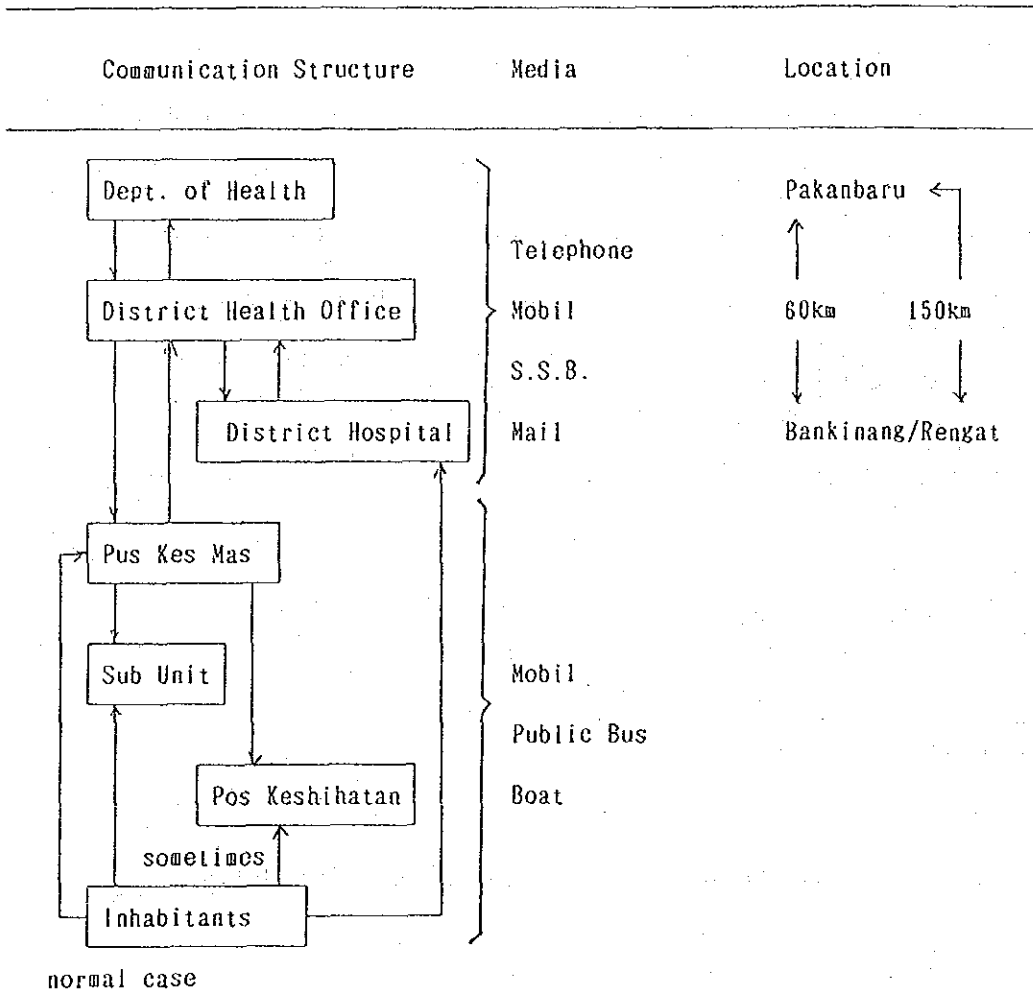 Communication Structure Media Location
Dept. of Health Pakanbaru
Telephone
District Health Office Mobil 60km 150km
S.S.B.
District Hospital Mail Bankinang/Rengat
Pus Kes Mas
Sub Unit Mobil
Public Bus
Pos Keshihatan Boat
sometimes
Inhabitants
normal case